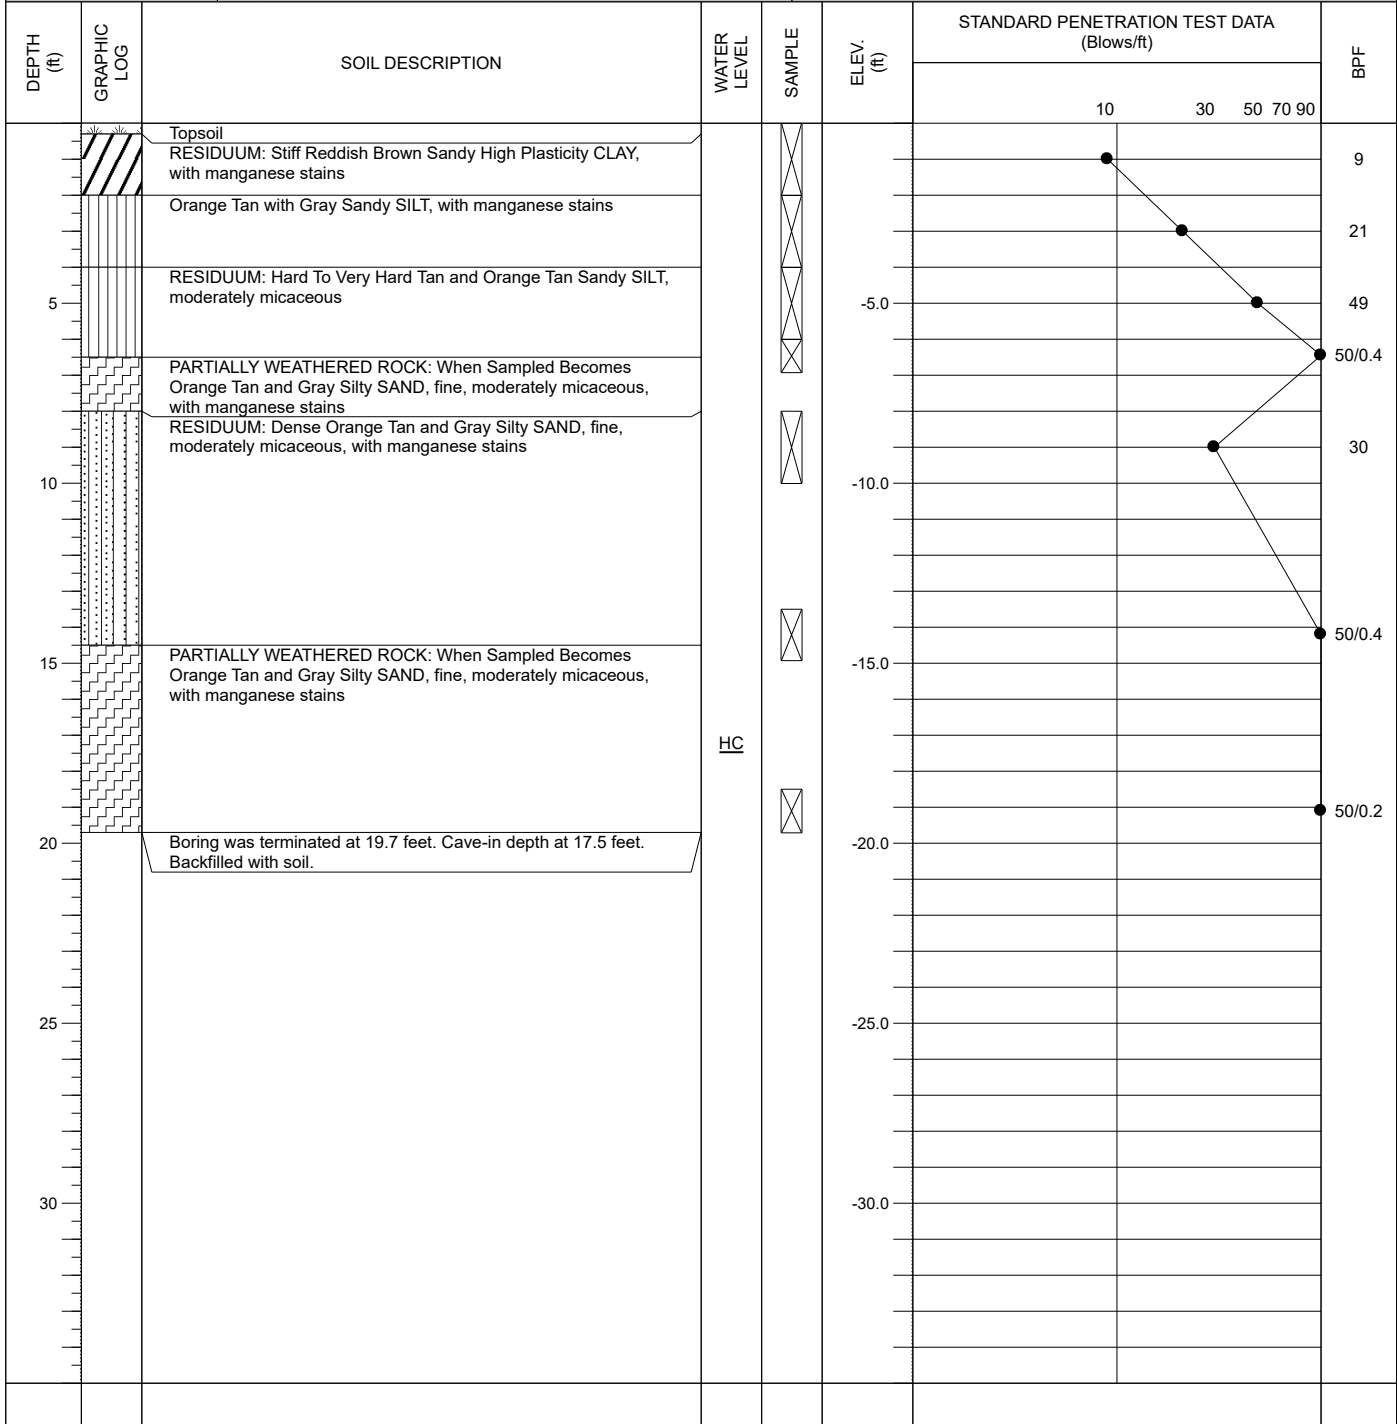 DEPTH
(ft)
GRAPHIC
LOG
SOIL DESCRIPTION
WATER
LEVEL
SAMPLE
ELEV.
(ft)
STANDARD PENETRATION TEST DATA
(Blows/ft)
BPF
10 30 50 70 90
Topsoil
RESIDUUM: Stiff Reddish Brown Sandy High Plasticity CLAY,
with manganese stains
9
Orange Tan with Gray Sandy SILT, with manganese stains
21
RESIDUUM: Hard To Very Hard Tan and Orange Tan Sandy SILT,
moderately micaceous
5 -5.0 49
50/0.4
PARTIALLY WEATHERED ROCK: When Sampled Becomes
Orange Tan and Gray Silty SAND, fine, moderately micaceous,
with manganese stains
RESIDUUM: Dense Orange Tan and Gray Silty SAND, fine,
moderately micaceous, with manganese stains
30
10 -10.0
50/0.4
PARTIALLY WEATHERED ROCK: When Sampled Becomes
15 -15.0
Orange Tan and Gray Silty SAND, fine, moderately micaceous,
with manganese stains
HC
50/0.2
20 -20.0
Boring was terminated at 19.7 feet. Cave-in depth at 17.5 feet.
Backfilled with soil.
25 -25.0
30 -30.0